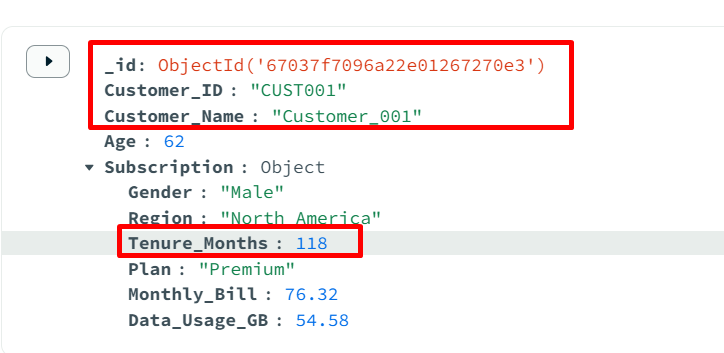 _id: ObjectId('67037f7096a22e01267270e3')
Customer_ID : "CUST001"
Customer_Name : "Customer_001"
Age : 62
Subscription : Object
Gender : "Male"
Region : "North America"
Tenure_Months : 118
Plan : "Premium"
Monthly_Bill : 76.32
Data_Usage_GB : 54.58